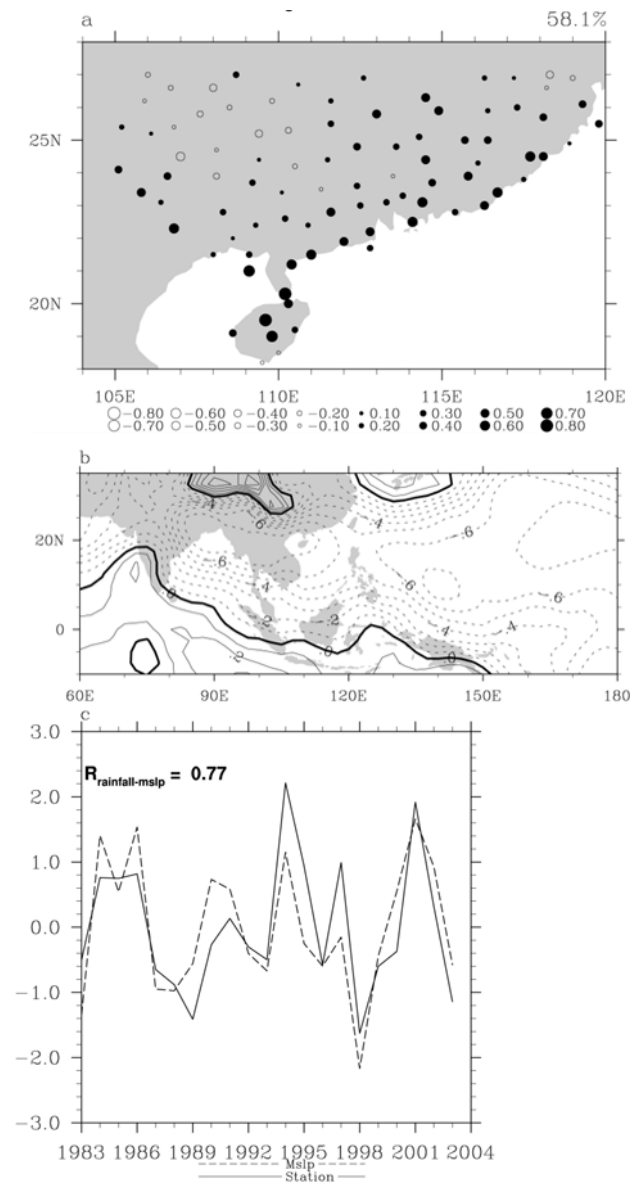 a 58.1%
25N
20N
105E 110E 115E 120E
−0.80 −0.60 −0.40 −0.20 0.10 0.30 0.50 0.70
−0.70 −0.50 −0.30 −0.10 0.20 0.40 0.60 0.80
b
20N
0
60E 90E 120E 150E 180
c
3.0
R rainfall-mslp = 0.77
2.0
1.0
0.0
−1.0
−2.0
−3.0
1983 1986 1989 1992 1995 1998 2001 2004
Mslp
Station